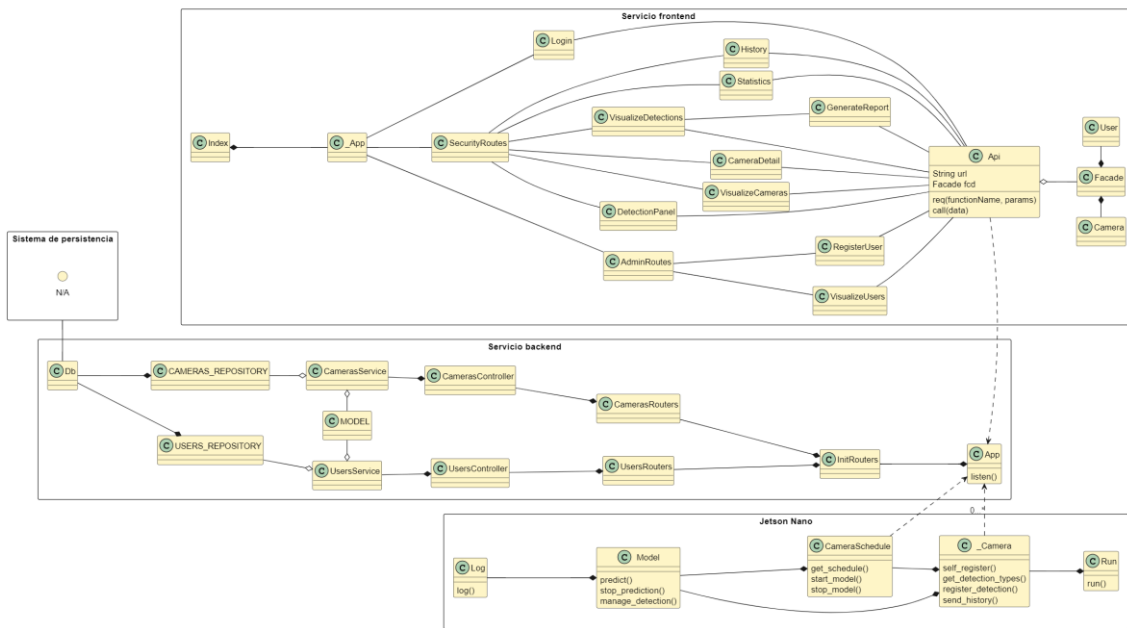 Servicio frontend
C Login
C History
C Statistics
C VisualizeDetections
C GenerateReport
C User
C Index
C _App
C SecurityRoutes
C Api
String url
Facade fcd
req(functionName, params)
call(data)
C CameraDetail
C Facade
C VisualizeCameras
C DetectionPanel
C Camera
C AdminRoutes
C RegisterUser
C VisualizeUsers
Sistema de persistencia
N/A
Servicio backend
C Db
C CAMERAS_REPOSITORY
C CamerasService
C CamerasController
C CamerasRouters
C MODEL
C USERS_REPOSITORY
C UsersService
C UsersController
C UsersRouters
C InitRouters
C App
listen()
0 *
Jetson Nano
C Log
log()
C Model
predict()
stop_prediction()
manage_detection()
C CameraSchedule
get_schedule()
start_model()
stop_model()
C _Camera
self_register()
get_detection_types()
register_detection()
send_history()
C Run
run()